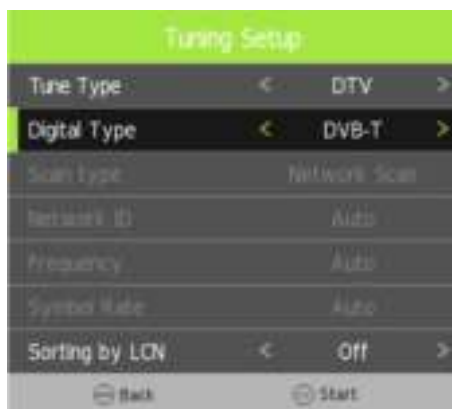 Tuning Setup
Tune Type < DTV >
Digital Type < DVB-T >
Scan Type Network Scan
Network ID Auto
Frequency Auto
Symbol Rate Auto
Sorting by LCN < Off >
Back Start